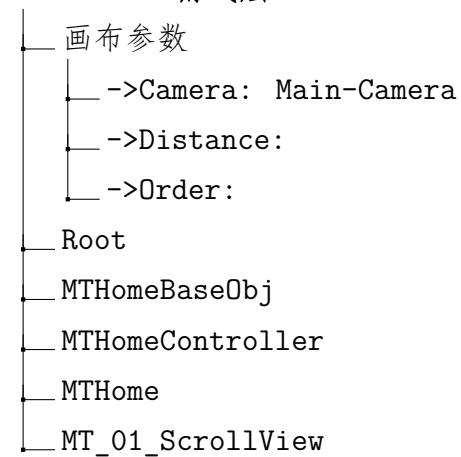 画布参数
->Camera: Main-Camera
->Distance:
->Order:
Root
MTHomeBaseObj
MTHomeController
MTHome
MT_01_ScrollView